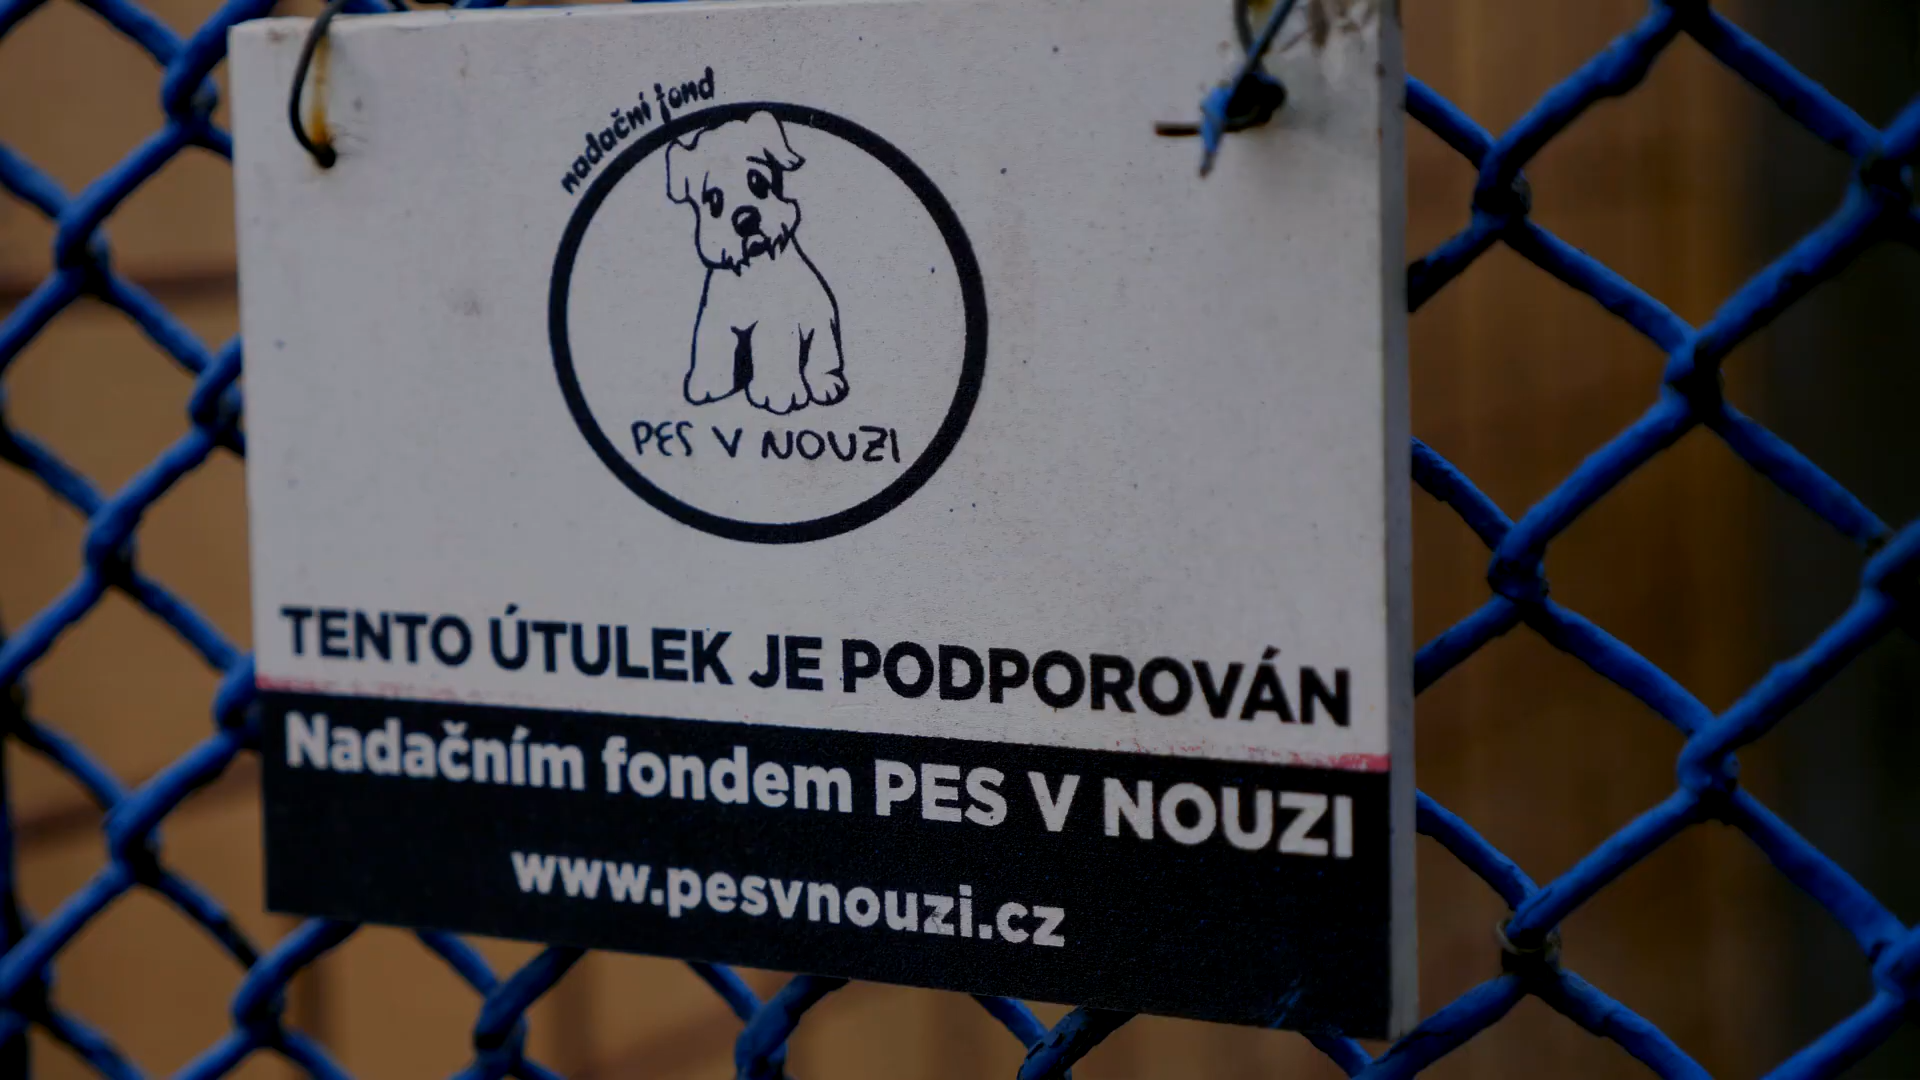 nadační fond
PES V NOUZI
TENTO ÚTULEK JE PODPOROVÁN
Nadačním fondem PES V NOUZI
www.pesvnouzi.cz